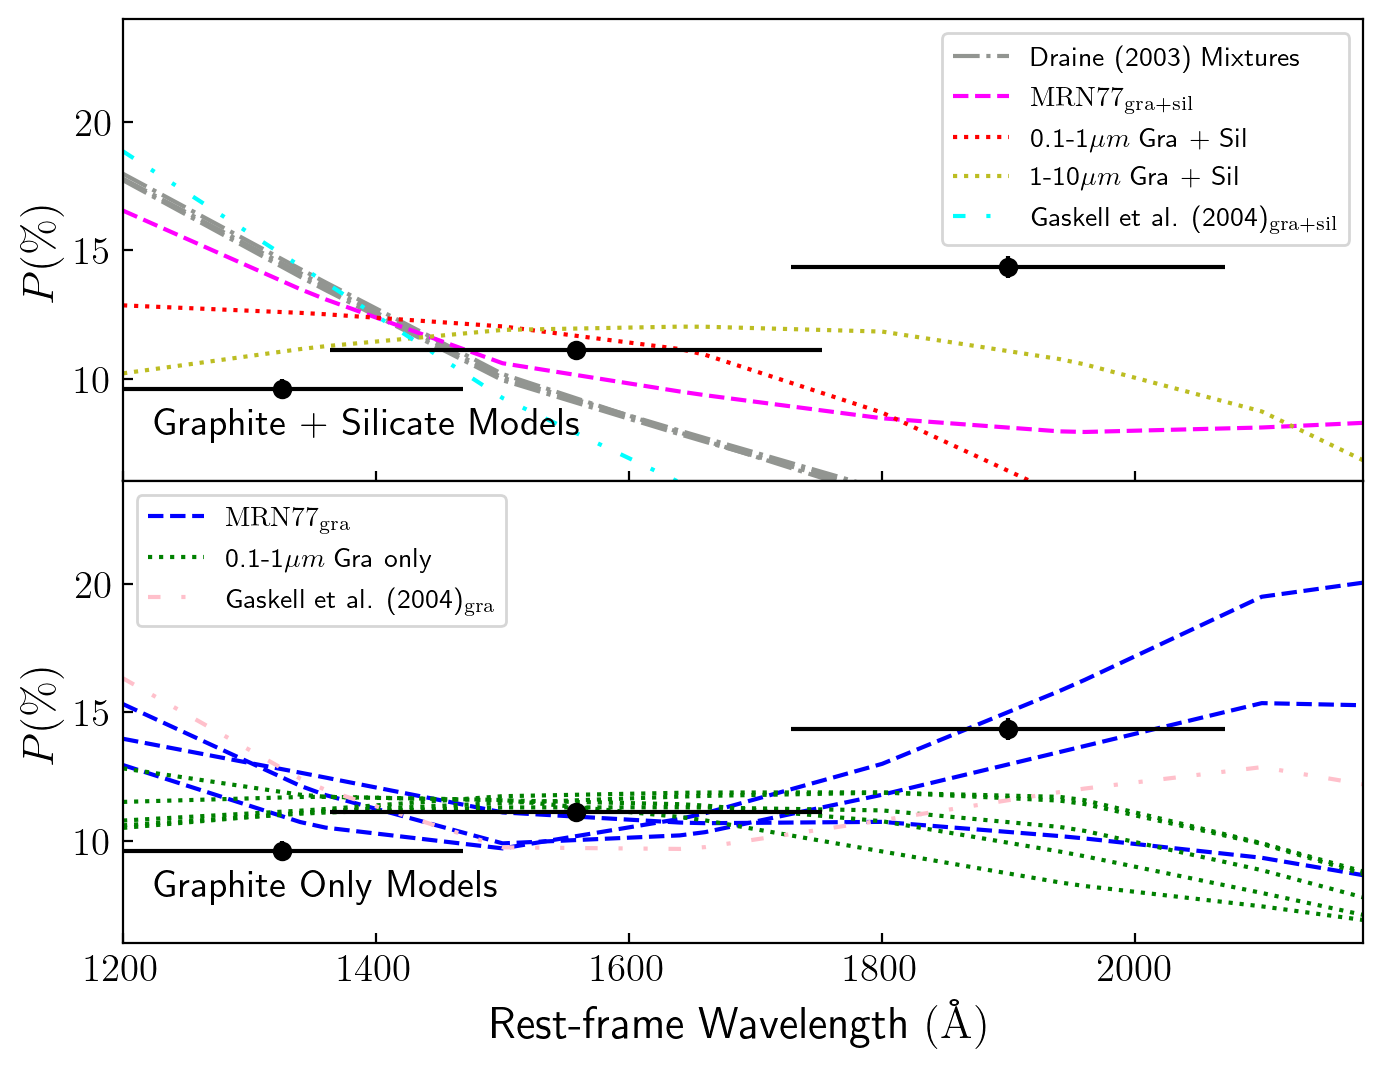 Draine (2003) Mixtures
MRN77gra+sil
0.1-1μm Gra + Sil
1-10μm Gra + Sil
Gaskell et al. (2004)gra+sil
20
15
10
P(%)
Graphite + Silicate Models
MRN77gra
0.1-1μm Gra only
Gaskell et al. (2004)gra
20
15
10
P(%)
Graphite Only Models
1200 1400 1600 1800 2000
Rest-frame Wavelength (Å)